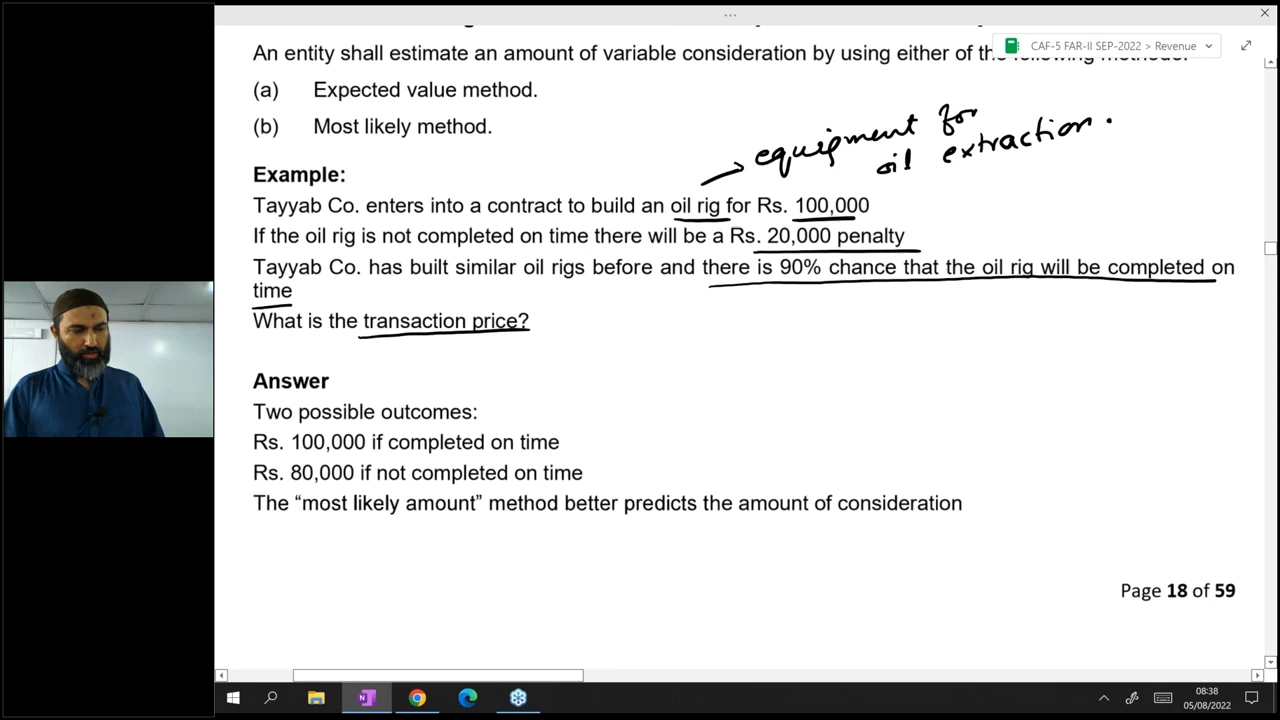 CAF-5 FAR-II SEP-2022 > Revenue
An entity shall estimate an amount of variable consideration by using either of the following methods:
(a) Expected value method.
(b) Most likely method.
equipment for
oil extraction.
Example:
Tayyab Co. enters into a contract to build an oil rig for Rs. 100,000
If the oil rig is not completed on time there will be a Rs. 20,000 penalty
Tayyab Co. has built similar oil rigs before and there is 90% chance that the oil rig will be completed on
time
What is the transaction price?
Answer
Two possible outcomes:
Rs. 100,000 if completed on time
Rs. 80,000 if not completed on time
The “most likely amount” method better predicts the amount of consideration
Page 18 of 59
08:38
05/08/2022